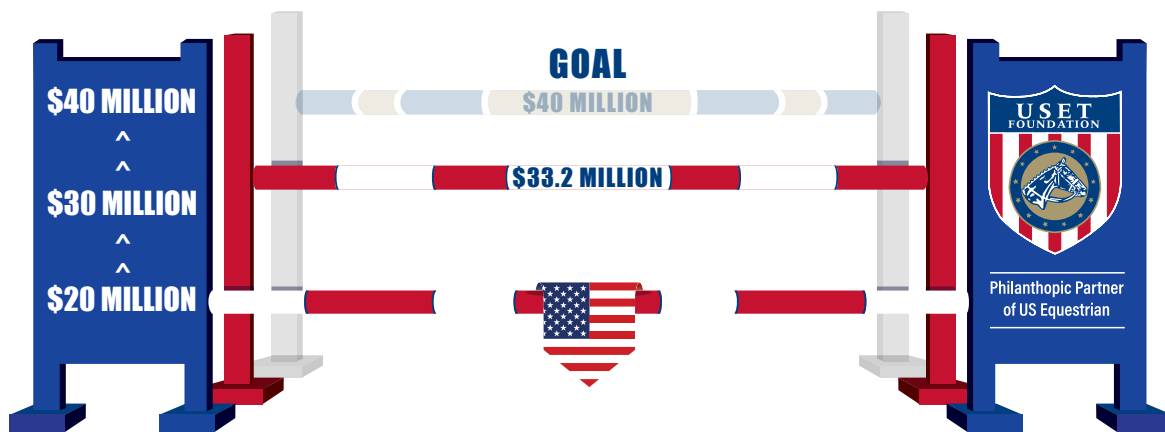 GOAL
$40 MILLION
$33.2 MILLION
$40 MILLION
^
^
$30 MILLION
^
^
$20 MILLION
USET
FOUNDATION
Philanthopic Partner
of US Equestrian